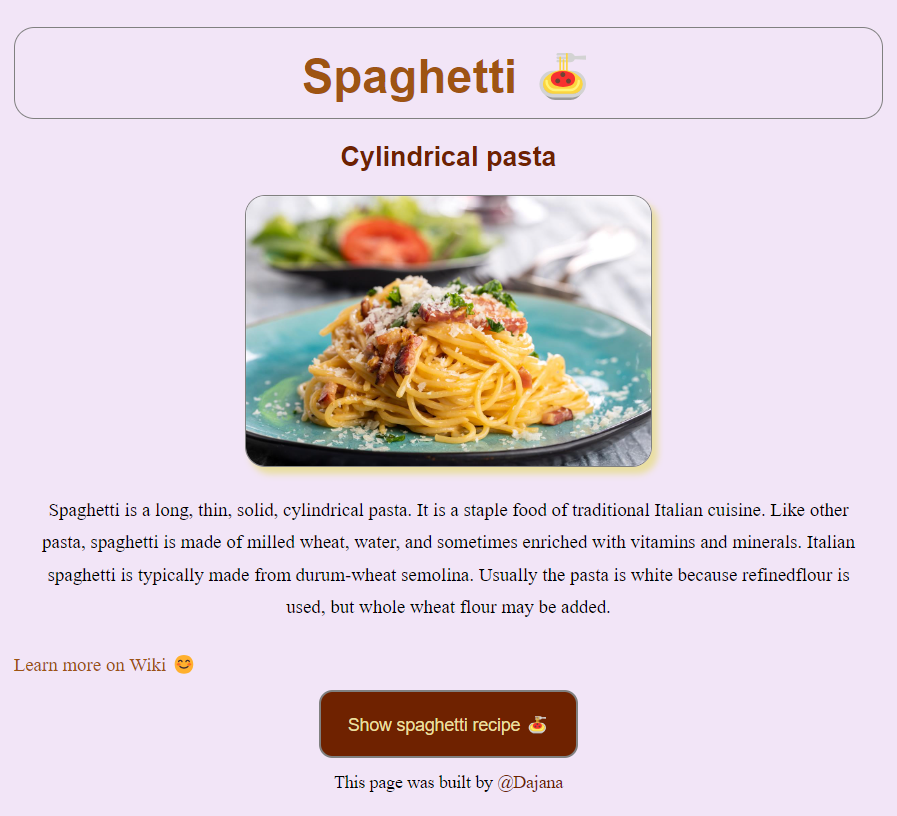 Spaghetti 🍝
Cylindrical pasta
Spaghetti is a long, thin, solid, cylindrical pasta. It is a staple food of traditional Italian cuisine. Like other
pasta, spaghetti is made of milled wheat, water, and sometimes enriched with vitamins and minerals. Italian
spaghetti is typically made from durum-wheat semolina. Usually the pasta is white because refinedflour is
used, but whole wheat flour may be added.
Learn more on Wiki 😊
Show spaghetti recipe 🍝
This page was built by @Dajana